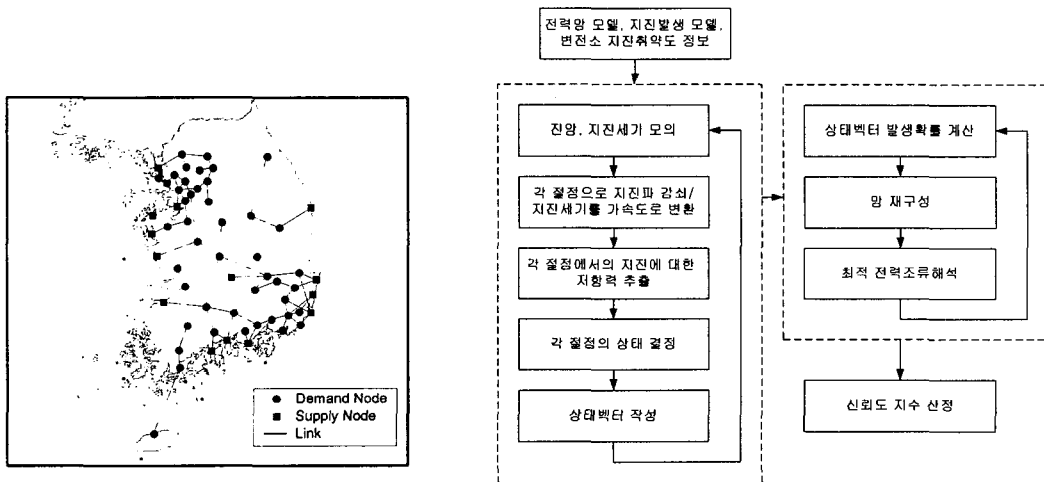 Demand Node
Supply Node
Link
전력망 모델, 지진발생 모델,
변전소 지진취약도 정보
진앙, 지진세기 모의
각 절점으로 지진파 감쇠/
지진세기를 가속도로 변환
각 절점에서의 지진에 대한
저항력 추출
각 절점의 상태 결정
상태벡터 작성
상태벡터 발생확률 계산
망 재구성
최적 전력조류해석
신뢰도 지수 산정